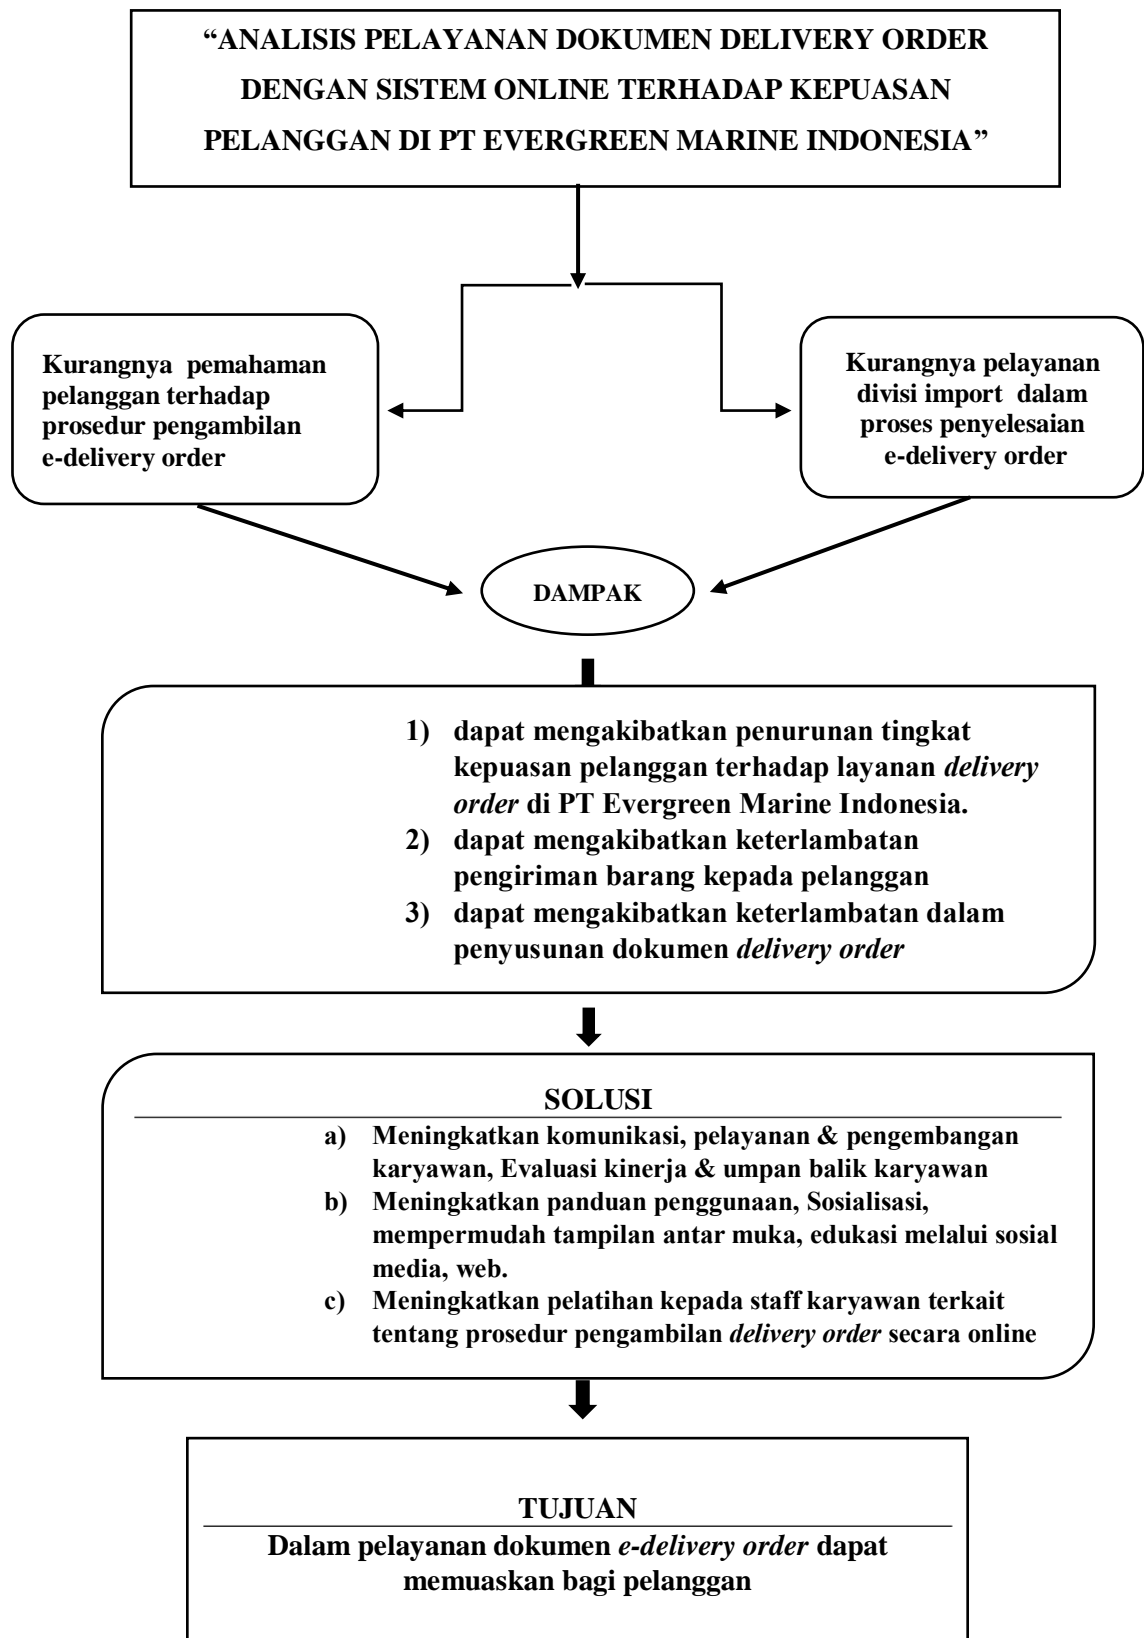 “ANALISIS PELAYANAN DOKUMEN DELIVERY ORDER
DENGAN SISTEM ONLINE TERHADAP KEPUASAN
PELANGGAN DI PT EVERGREEN MARINE INDONESIA”
Kurangnya pemahaman
pelanggan terhadap
prosedur pengambilan
e-delivery order
Kurangnya pelayanan
divisi import dalam
proses penyelesaian
e-delivery order
DAMPAK
1) dapat mengakibatkan penurunan tingkat
kepuasan pelanggan terhadap layanan delivery
order di PT Evergreen Marine Indonesia.
2) dapat mengakibatkan keterlambatan
pengiriman barang kepada pelanggan
3) dapat mengakibatkan keterlambatan dalam
penyusunan dokumen delivery order
SOLUSI
a) Meningkatkan komunikasi, pelayanan & pengembangan
karyawan, Evaluasi kinerja & umpan balik karyawan
b) Meningkatkan panduan penggunaan, Sosialisasi,
mempermudah tampilan antar muka, edukasi melalui sosial
media, web.
c) Meningkatkan pelatihan kepada staff karyawan terkait
tentang prosedur pengambilan delivery order secara online
TUJUAN
Dalam pelayanan dokumen e-delivery order dapat
memuaskan bagi pelanggan